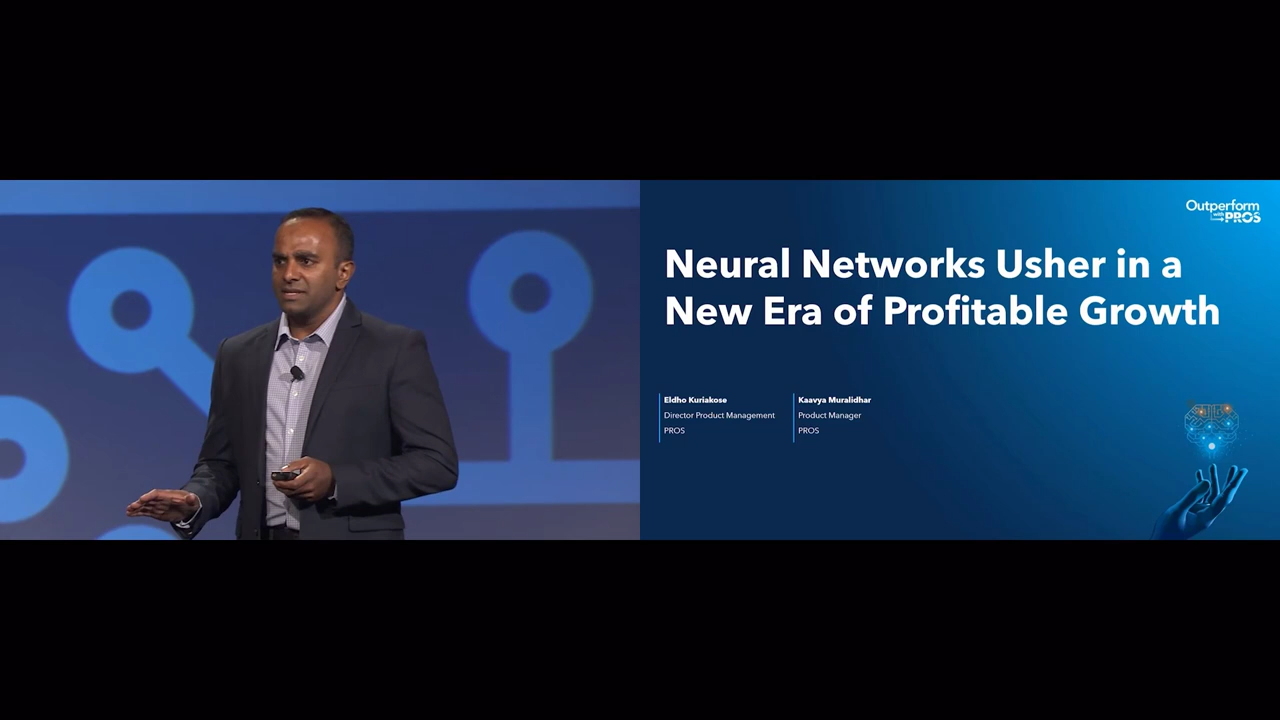 Outperform
with PROS
Neural Networks Usher in a
New Era of Profitable Growth
Eldho Kuriakose
Director Product Management
PROS
Kaavya Muralidhar
Product Manager
PROS